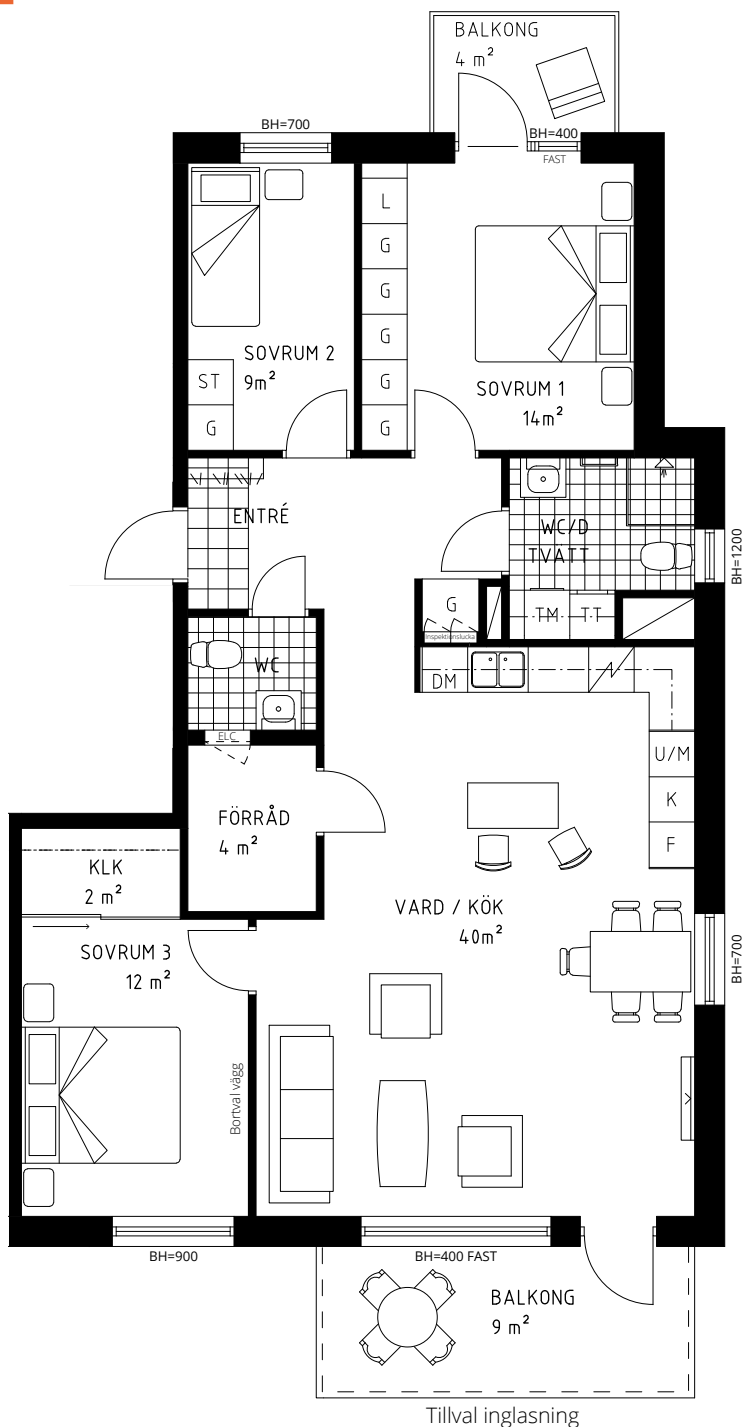 BALKONG
4 m²
BH=700
BH=400
FAST
L
G
G
G
G
G
SOVRUM 2
9m²
ST
G
SOVRUM 1
14m²
ENTRÉ
WC/D
TVÄTT
BH=1200
G
Inspektionslucka
TM
TT
WC
ELC
DM
U/M
K
F
FÖRRÅD
4 m²
KLK
2 m²
VARD / KÖK
40m²
SOVRUM 3
12 m²
BH=700
Bortval vägg
BH=900
BH=400 FAST
BALKONG
9 m²
Tillval inglasning